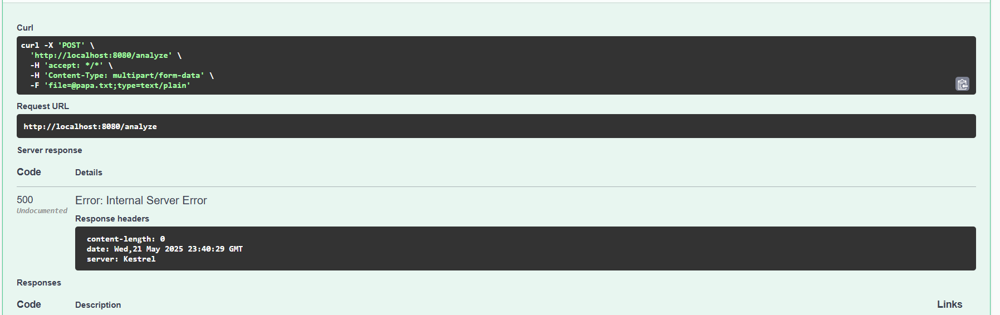 Curl
curl -X 'POST' \
'http://localhost:8080/analyze' \
-H 'accept: */*' \
-H 'Content-Type: multipart/form-data' \
-F 'file=@papa.txt;type=text/plain'
Request URL
http://localhost:8080/analyze
Server response
Code Details
500 Error: Internal Server Error
Undocumented
Response headers
content-length: 0
date: Wed,21 May 2025 23:40:29 GMT
server: Kestrel
Responses
Code Description Links